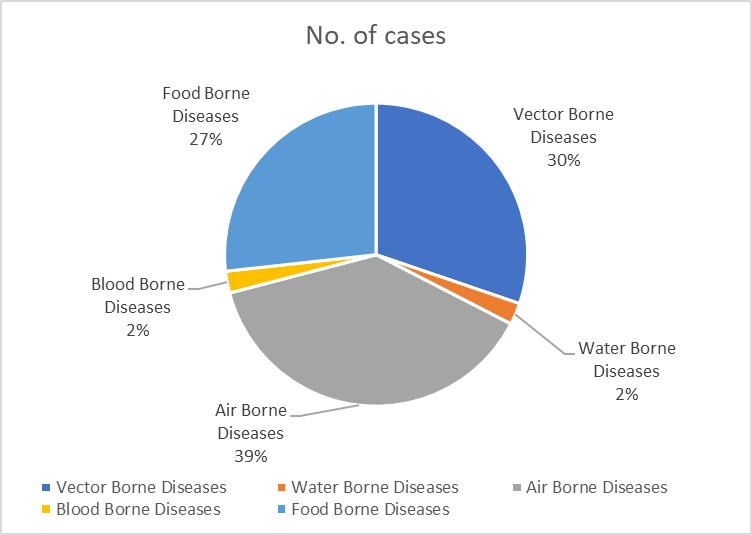 No. of cases
Food Borne
Diseases
27%
Vector Borne
Diseases
30%
Blood Borne
Diseases
2%
Water Borne
Diseases
2%
Air Borne
Diseases
39%
Vector Borne Diseases
Water Borne Diseases
Air Borne Diseases
Blood Borne Diseases
Food Borne Diseases